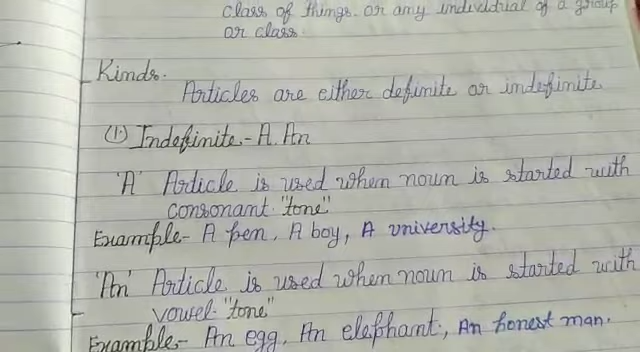 class of things. or any individual of a group
or class.
Kinds.
Articles are either definite or indefinite
(1) Indefinite - A. An
'A' Article is used when noun is started with
consonant "tone"
Example - A pen, A boy, A university.
'An' Article is used when noun is started with
vowel "tone"
Example - An egg, An elephant, An honest man.